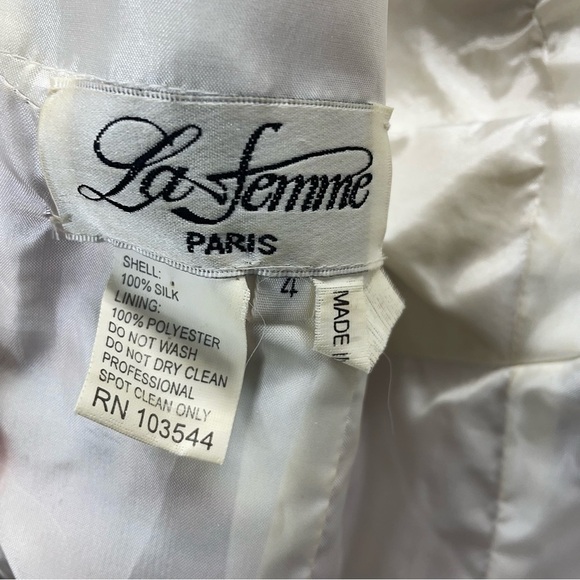 La Femme
PARIS
SHELL:
100% SILK
LINING:
100% POLYESTER
DO NOT WASH
DO NOT DRY CLEAN
PROFESSIONAL
SPOT CLEAN ONLY
RN 103544
4
MADE